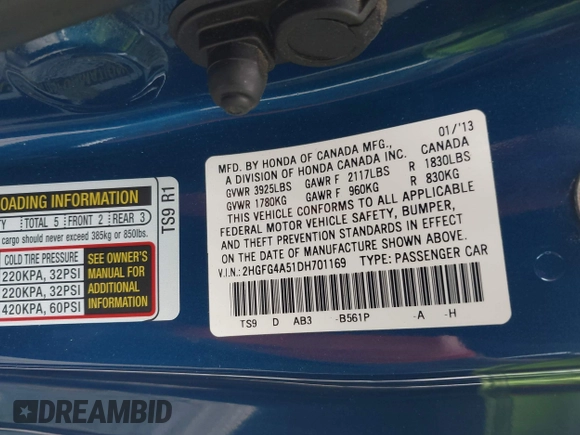 MFD. BY HONDA OF CANADA MFG., 01/'13
A DIVISION OF HONDA CANADA INC. CANADA
GVWR 3925LBS GAWR F 2117LBS R 1830LBS
GVWR 1780KG GAWR F 960KG R 830KG
THIS VEHICLE CONFORMS TO ALL APPLICABLE
FEDERAL MOTOR VEHICLE SAFETY, BUMPER,
AND THEFT PREVENTION STANDARDS IN EFFECT
ON THE DATE OF MANUFACTURE SHOWN ABOVE.
V.I.N.: 2HGFG4A51DH701169 TYPE: PASSENGER CAR
TS9 D AB3 -B561P -A -H
OADING INFORMATION
TY TOTAL 5 FRONT 2 REAR 3
cargo should never exceed 385kg or 850lbs.
COLD TIRE PRESSURE
220KPA, 32PSI
220KPA, 32PSI
420KPA, 60PSI
SEE OWNER'S
MANUAL FOR
ADDITIONAL
INFORMATION
TS9 R1
DREAMBID